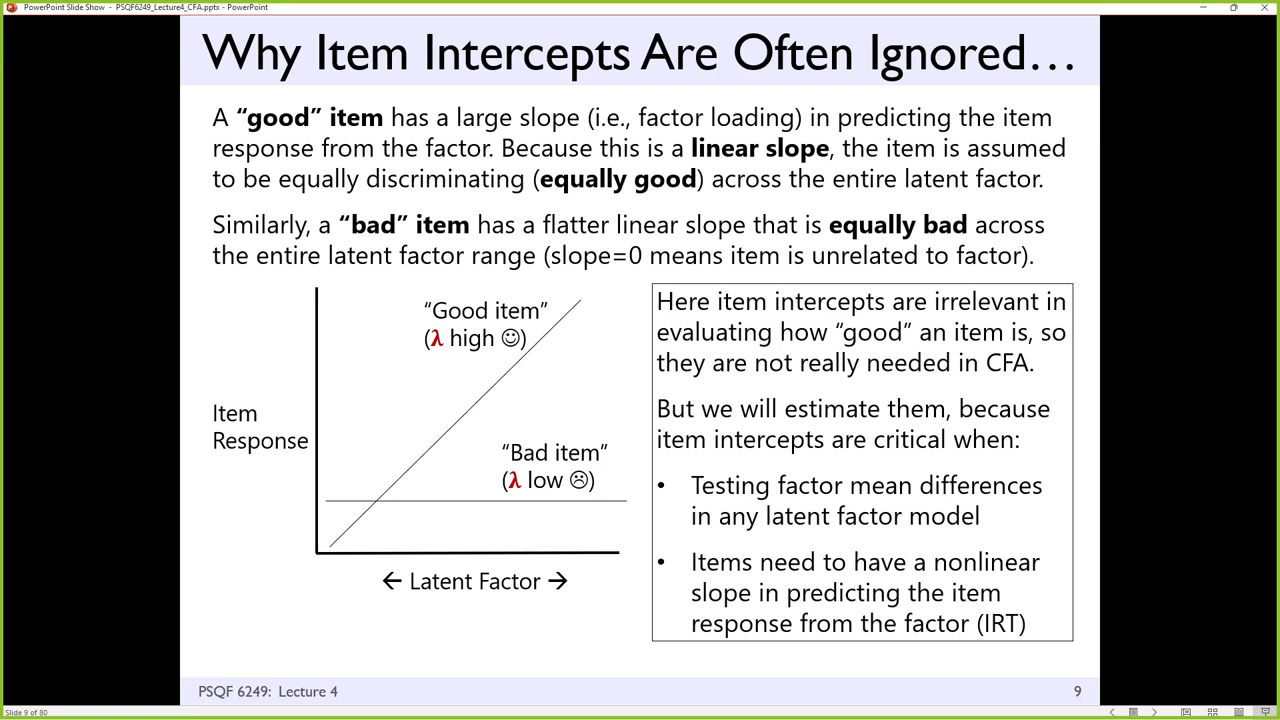 PowerPoint Slide Show - PSQF6249_Lecture4_CFA.pptx - PowerPoint
Why Item Intercepts Are Often Ignored…
A “good” item has a large slope (i.e., factor loading) in predicting the item
response from the factor. Because this is a linear slope, the item is assumed
to be equally discriminating (equally good) across the entire latent factor.
Similarly, a “bad” item has a flatter linear slope that is equally bad across
the entire latent factor range (slope=0 means item is unrelated to factor).
“Good item”
(λ high ☺)
Item
Response
“Bad item”
(λ low ☹)
← Latent Factor →
Here item intercepts are irrelevant in
evaluating how “good” an item is, so
they are not really needed in CFA.
But we will estimate them, because
item intercepts are critical when:
• Testing factor mean differences
in any latent factor model
• Items need to have a nonlinear
slope in predicting the item
response from the factor (IRT)
PSQF 6249: Lecture 4
9
Slide 9 of 80